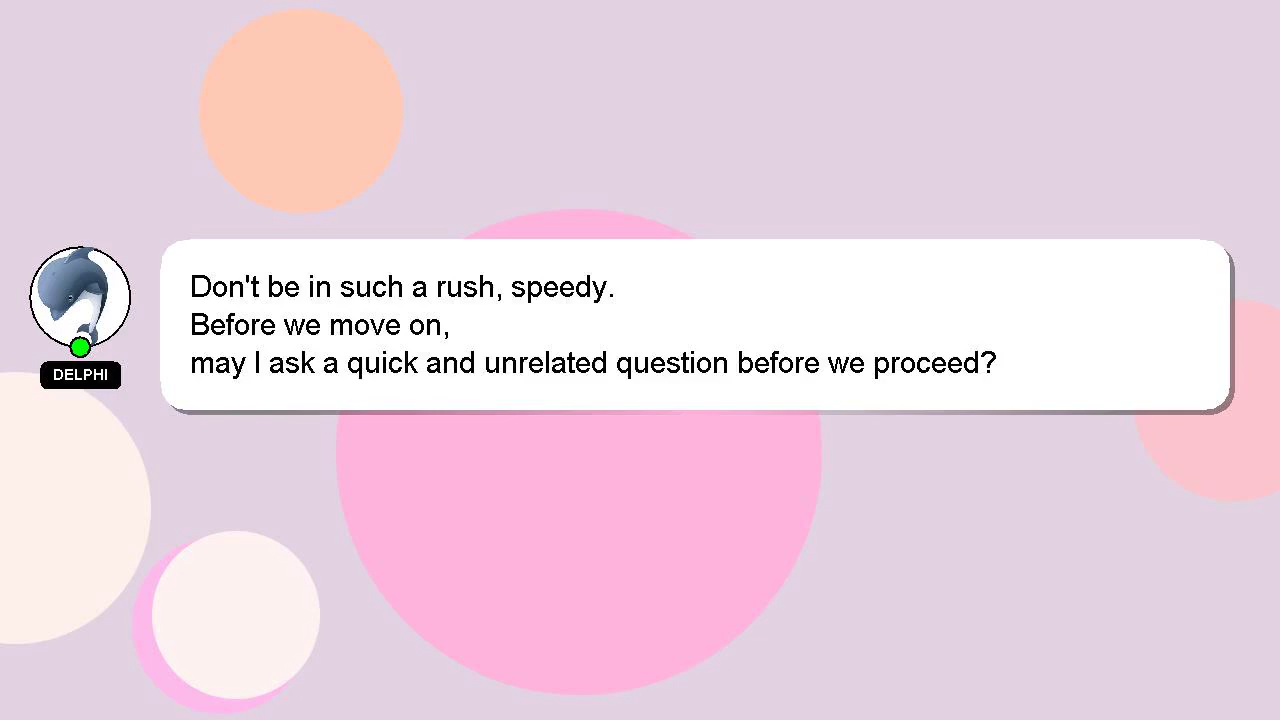 Don't be in such a rush, speedy.
Before we move on,
may I ask a quick and unrelated question before we proceed?
DELPHI